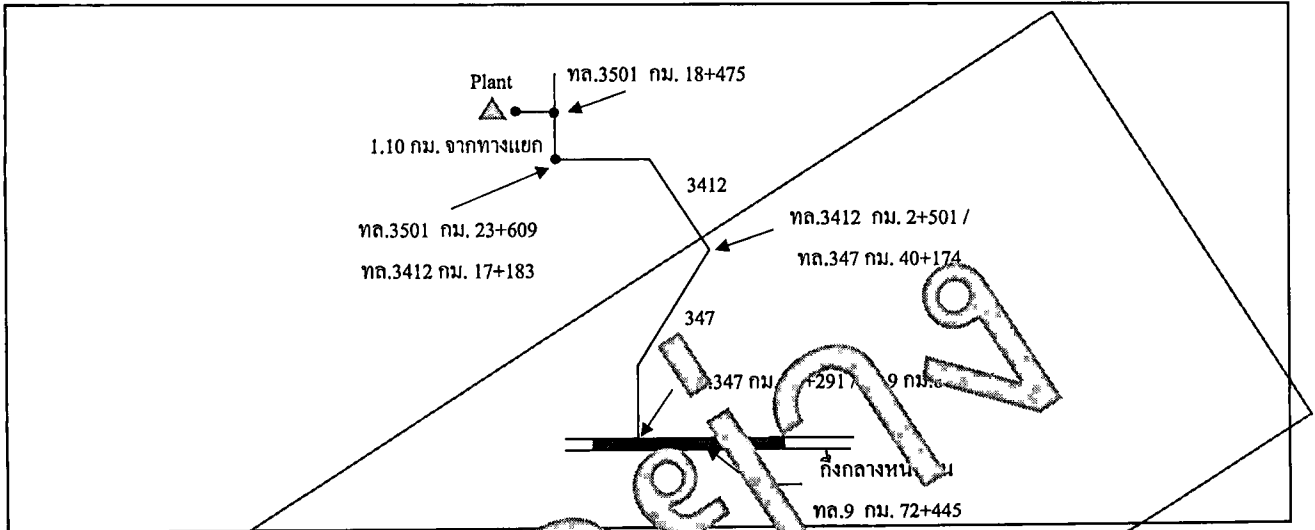 Plant
ทล.3501 กม. 18+475
1.10 กม. จากทางแยก
3412
ทล.3501 กม. 23+609
ทล.3412 กม. 17+183
ทล.3412 กม. 2+501 /
ทล.347 กม. 40+174
347
.347 กม +291 9 กม.
กึ่งกลาง
ทล.9 กม. 72+445